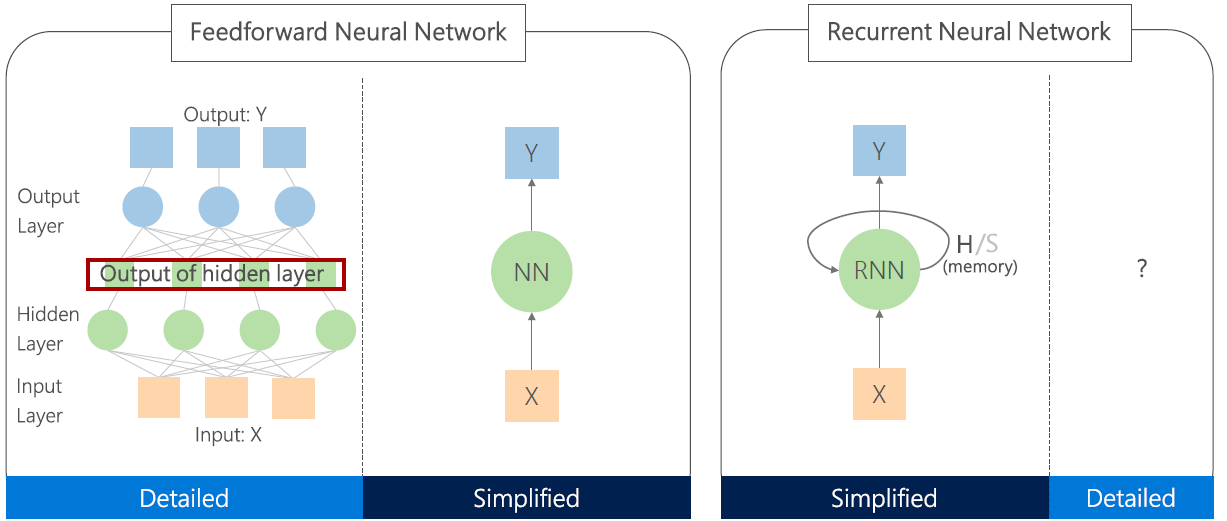 Feedforward Neural Network
Recurrent Neural Network
Output: Y
Output
Layer
Output of hidden layer
Hidden
Layer
Input
Layer
Input: X
Y
NN
X
Y
RNN
H/S
(memory)
X
?
Detailed
Simplified
Simplified
Detailed